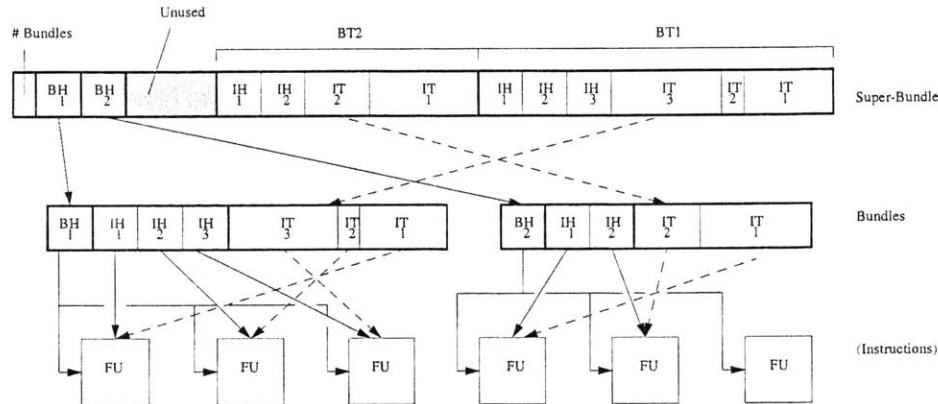 Unused
# Bundles
BT2 BT1
BH 1 BH 2 IH 1 IH 2 IT 2 IT 1 IH 1 IH 2 IH 3 IT 3 IT 2 IT 1
Super-Bundle
BH 1 IH 1 IH 2 IH 3 IT 3 IT 2 IT 1 BH 2 IH 1 IH 2 IT 2 IT 1
Bundles
FU FU FU FU FU FU
(Instructions)